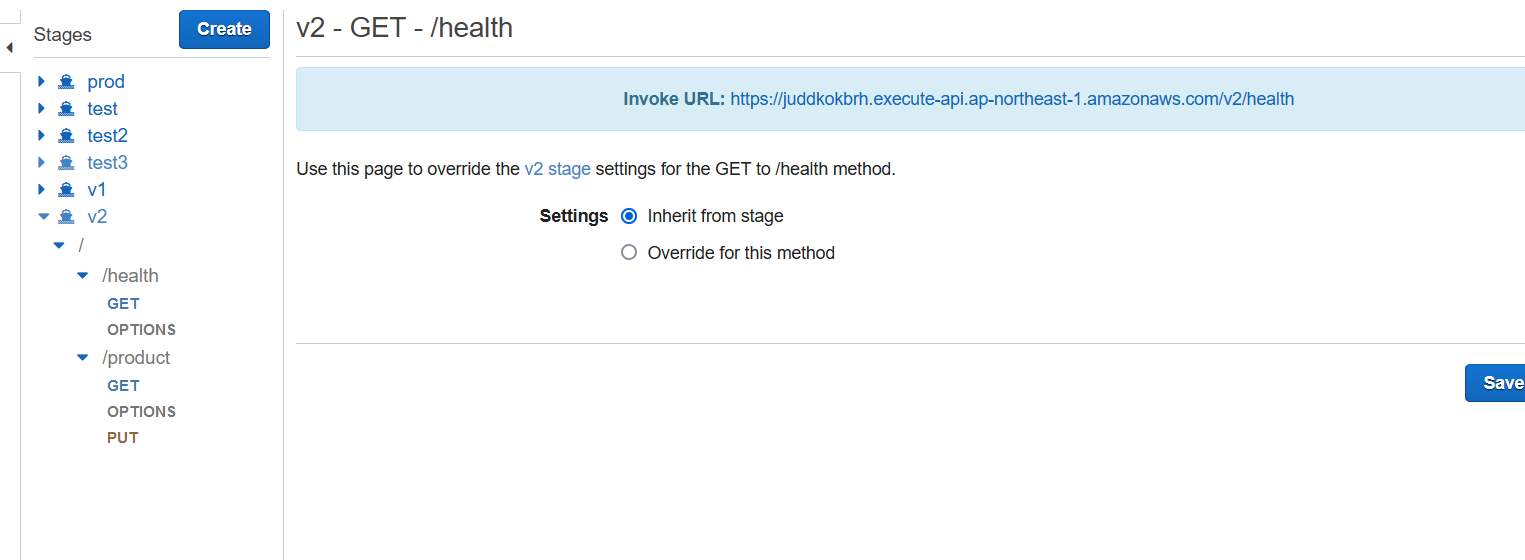 Stages
Create
prod
test
test2
test3
v1
v2
/
/health
GET
OPTIONS
/product
GET
OPTIONS
PUT
v2 - GET - /health
Invoke URL: https://juddkokbrh.execute-api.ap-northeast-1.amazonaws.com/v2/health
Use this page to override the v2 stage settings for the GET to /health method.
Settings Inherit from stage
Override for this method
Save